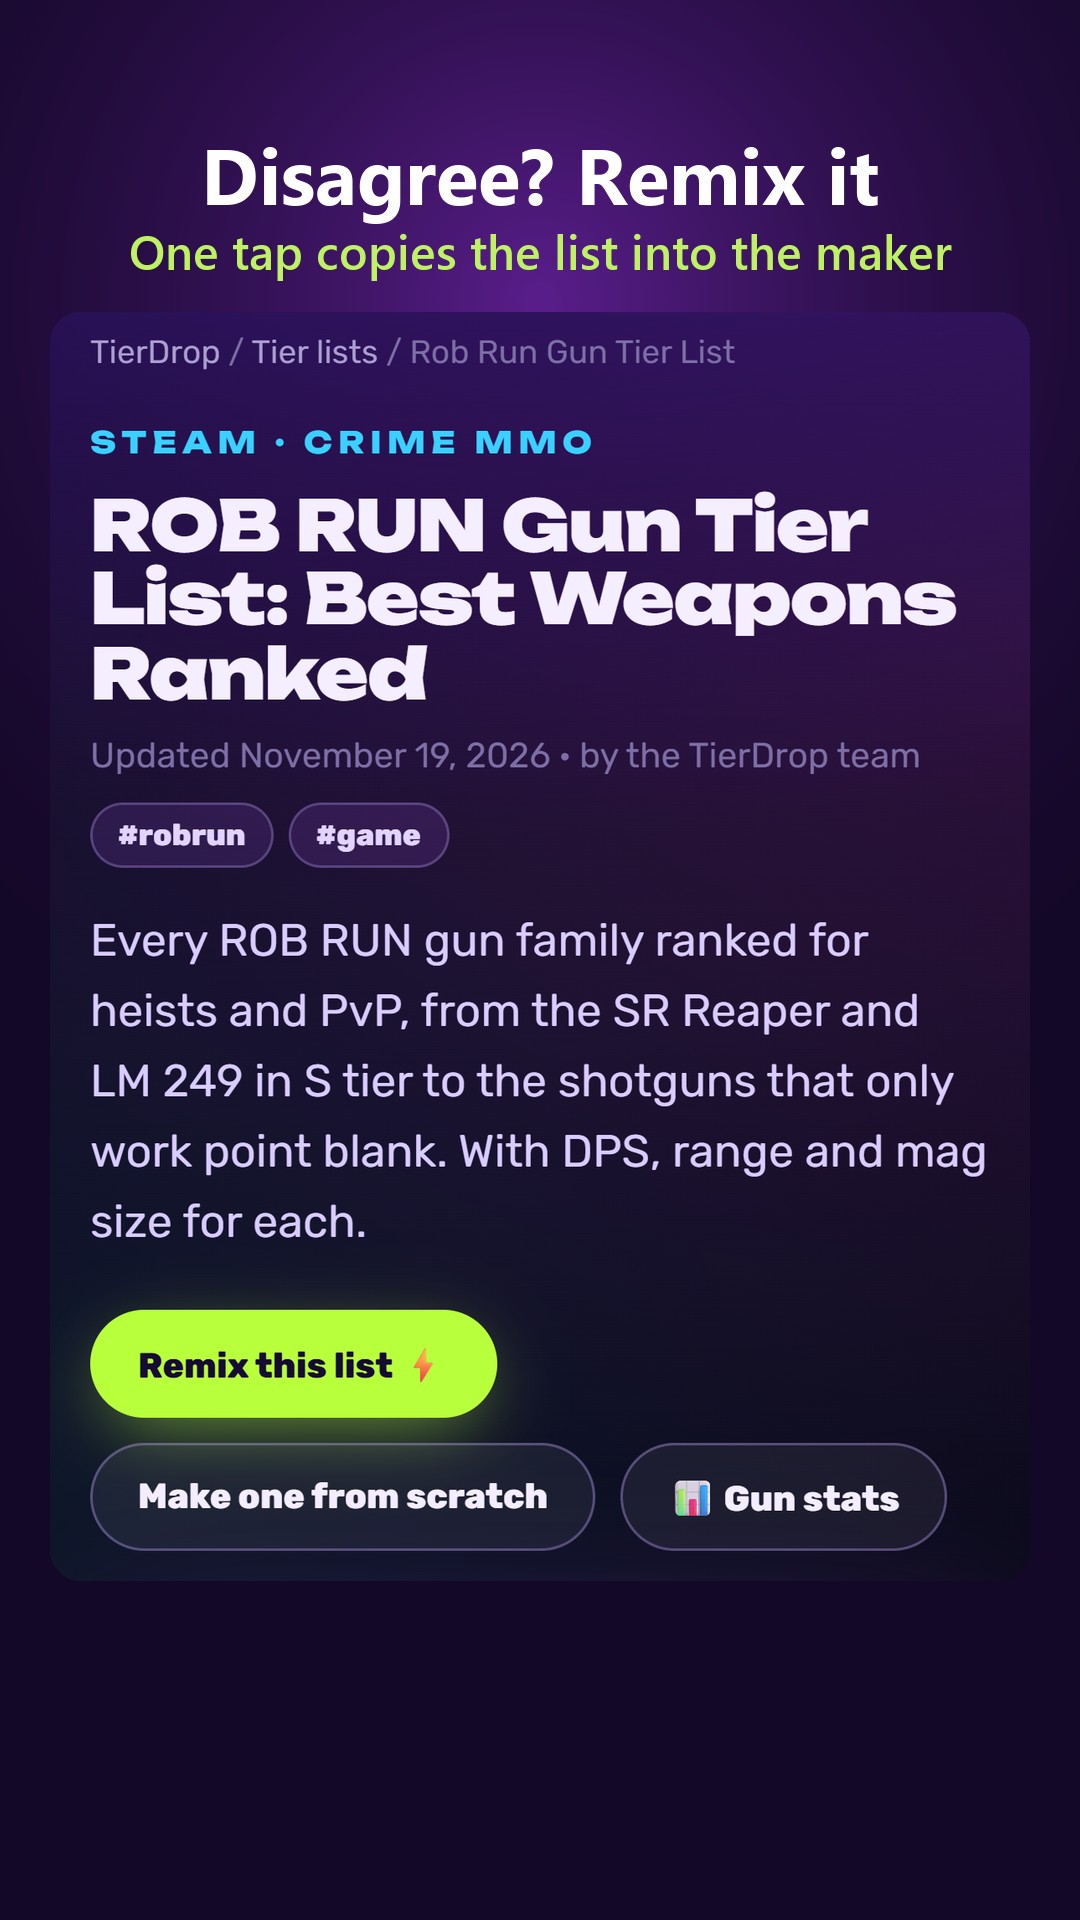 Disagree? Remix it
One tap copies the list into the maker
TierDrop / Tier lists / Rob Run Gun Tier List
STEAM · CRIME MMO
ROB RUN Gun Tier
List: Best Weapons
Ranked
Updated November 19, 2026 • by the TierDrop team
#robrun #game
Every ROB RUN gun family ranked for
heists and PvP, from the SR Reaper and
LM 249 in S tier to the shotguns that only
work point blank. With DPS, range and mag
size for each.
Remix this list ⚡
Make one from scratch 📊 Gun stats